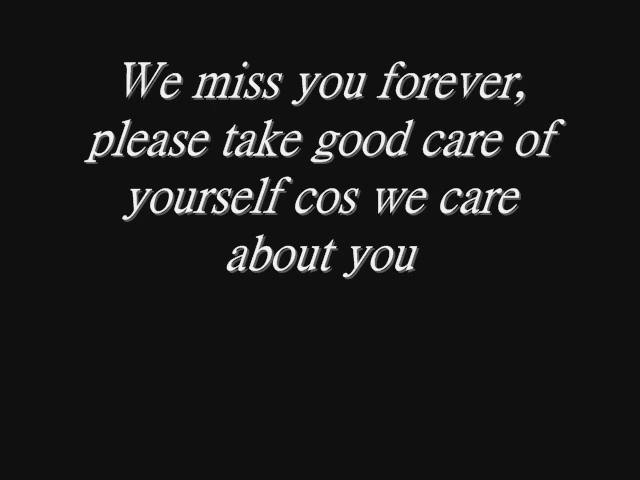 We miss you forever,
please take good care of
yourself cos we care
about you